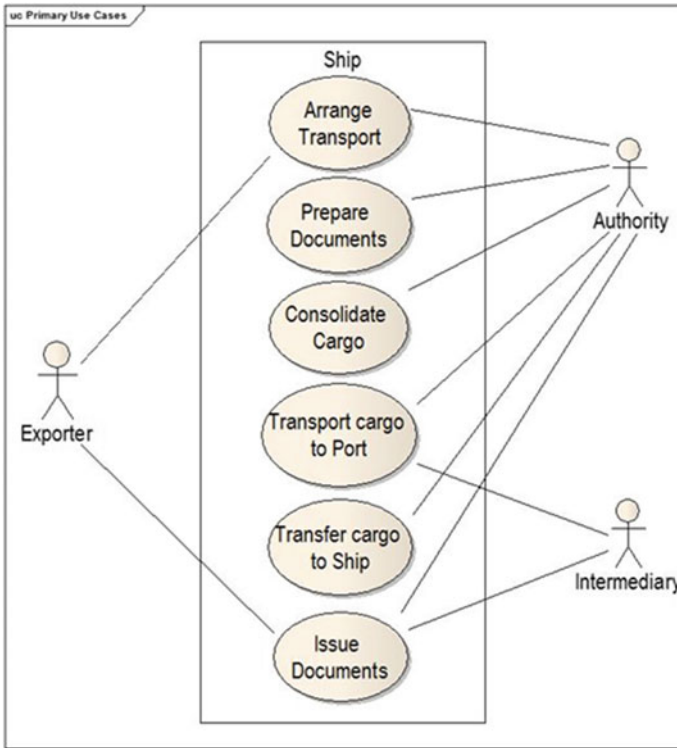 uc Primary Use Cases
Ship
Arrange
Transport
Prepare
Documents
Authority
Consolidate
Cargo
Exporter
Transport cargo
to Port
Transfer cargo
to Ship
Intermediary
Issue
Documents